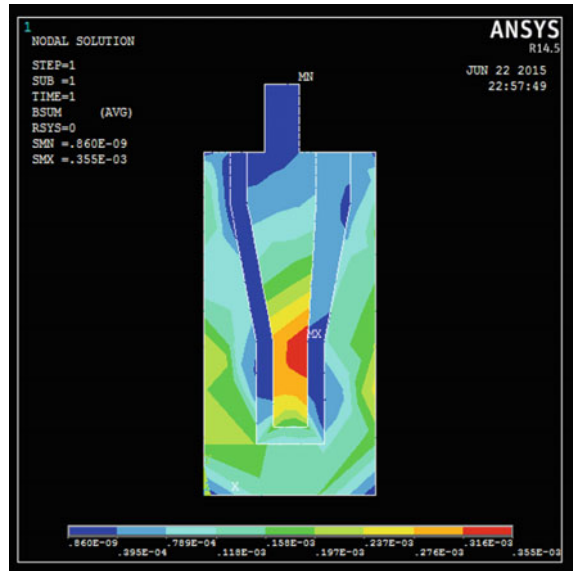 1
NODAL SOLUTION
STEP=1
SUB =1
TIME=1
BSUM (AVG)
RSYS=0
SMN =.860E-09
SMX =.355E-03
ANSYS
R14.5
JUN 22 2015
22:57:49
MN
MX
X
.860E-09 .789E-04 .158E-03 .237E-03 .316E-03
.395E-04 .118E-03 .197E-03 .276E-03 .355E-03